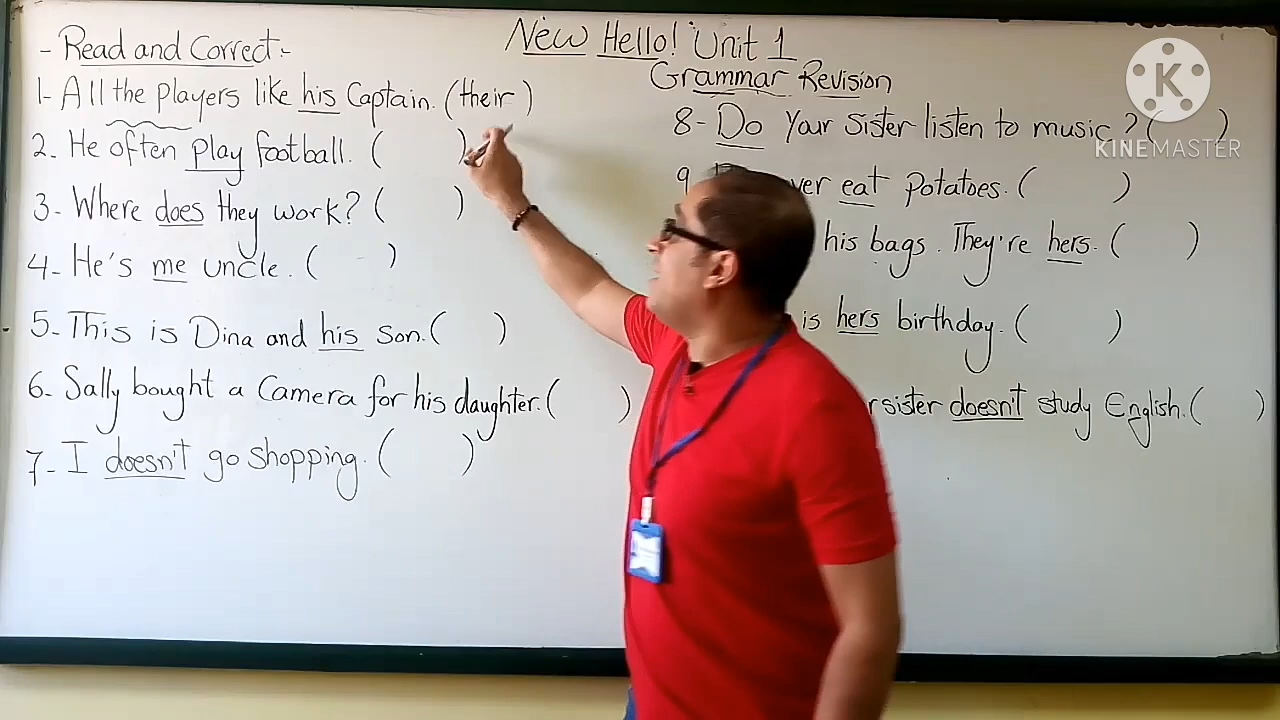 New Hello! Unit 1
Grammar Revision
- Read and Correct:-
1- All the players like his Captain. (their )
2. He often play football. ( )
3- Where does they work? ( )
4- He's me uncle. ( )
5- This is Dina and his son. ( )
6- Sally bought a Camera for his daughter. ( )
7- I doesn't go shopping. ( )
8- Do Your sister listen to music? ( )
9 eat potatoes. ( )
his bags. They're hers. ( )
is hers birthday. ( )
sister doesn't study English. ( )
K
KINEMASTER